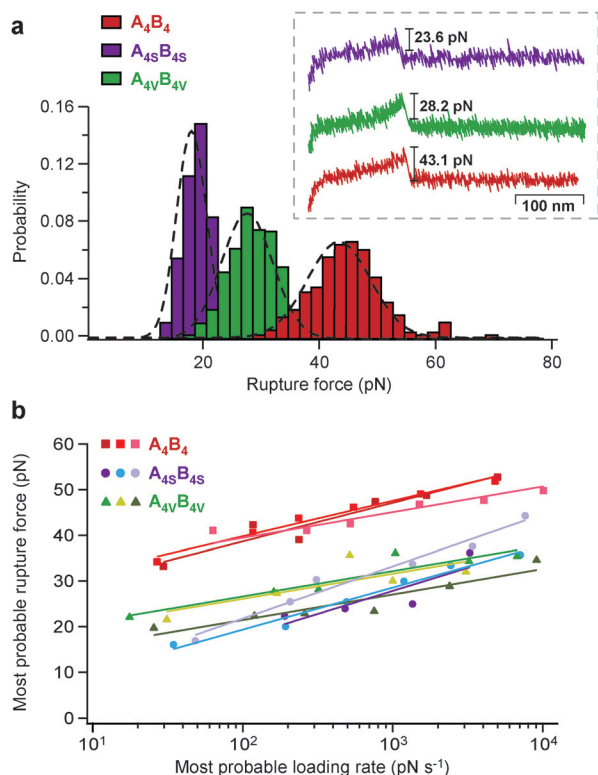 a
A₄B₄
A₄SB₄S
A₄VB₄V
23.6 pN
28.2 pN
43.1 pN
100 nm
0.16
0.12
0.08
0.04
0.00
Probability
20 40 60 80
Rupture force (pN)
b
A₄B₄
A₄SB₄S
A₄VB₄V
60
50
40
30
20
10
0
Most probable rupture force (pN)
10¹ 10² 10³ 10⁴
Most probable loading rate (pN s⁻¹)